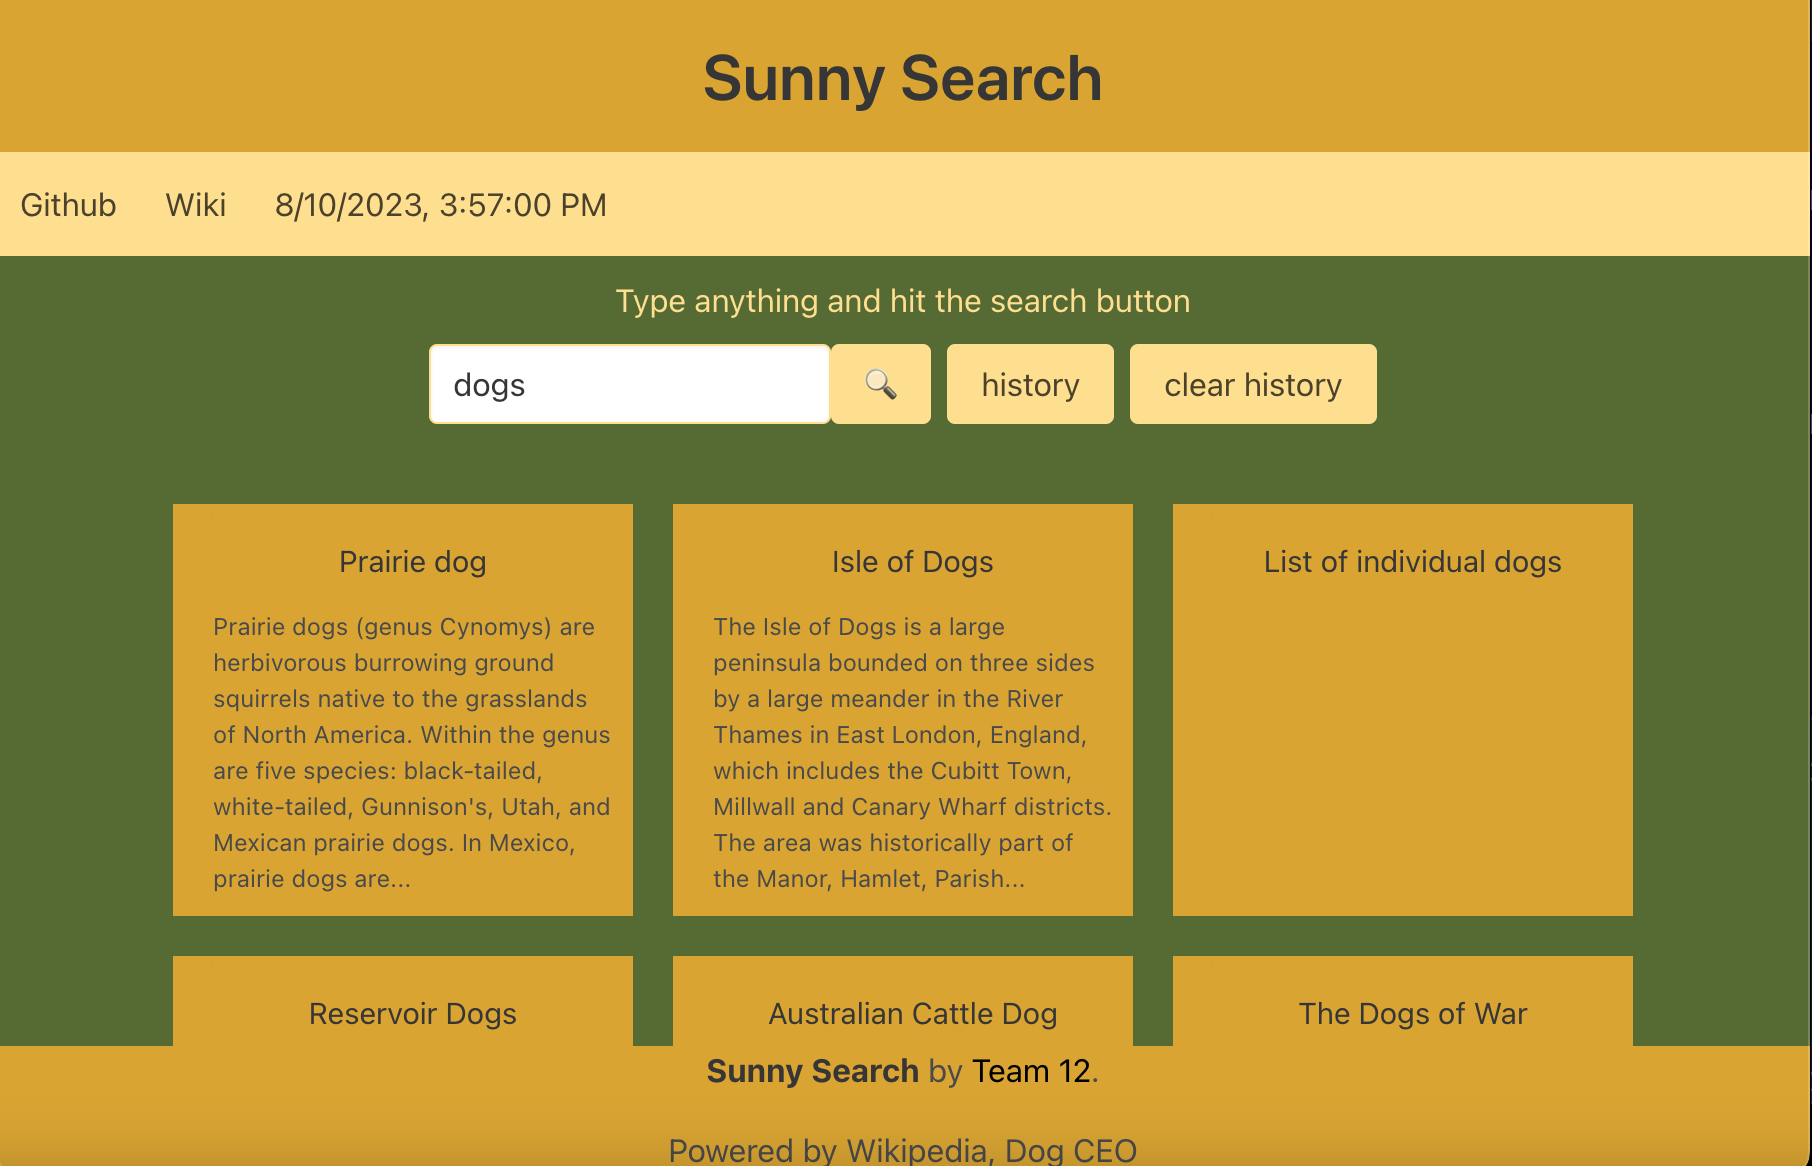 Sunny Search
Github Wiki 8/10/2023, 3:57:00 PM
Type anything and hit the search button
dogs history clear history
Prairie dog
Prairie dogs (genus Cynomys) are
herbivorous burrowing ground
squirrels native to the grasslands
of North America. Within the genus
are five species: black-tailed,
white-tailed, Gunnison's, Utah, and
Mexican prairie dogs. In Mexico,
prairie dogs are...
Isle of Dogs
The Isle of Dogs is a large
peninsula bounded on three sides
by a large meander in the River
Thames in East London, England,
which includes the Cubitt Town,
Millwall and Canary Wharf districts.
The area was historically part of
the Manor, Hamlet, Parish...
List of individual dogs
Reservoir Dogs
Australian Cattle Dog
The Dogs of War
Sunny Search by Team 12.
Powered by Wikipedia, Dog CEO